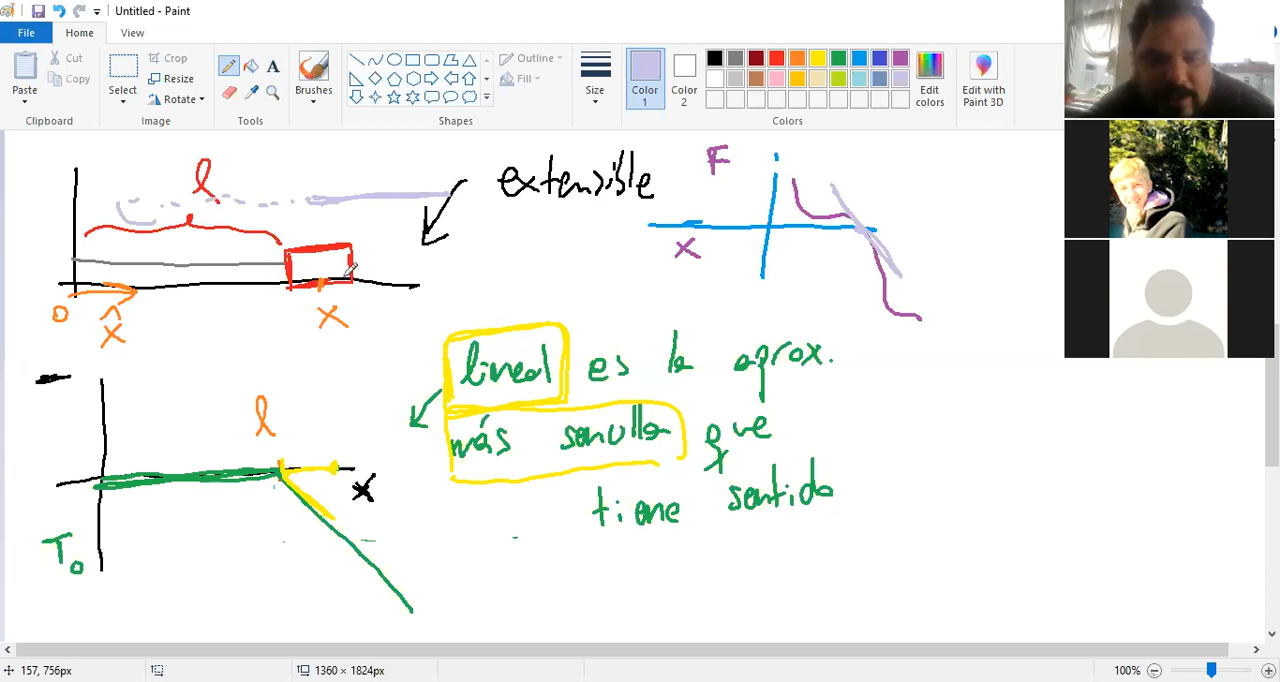 Untitled - Paint
File
Home
View
Paste
Cut
Copy
Clipboard
Select
Crop
Resize
Rotate
Image
Tools
Brushes
Shapes
Outline
Fill
Size
Color 1
Color 2
Colors
Edit colors
Edit with Paint 3D
l
extensible
F
x
0
x̂
x
lineal es la aprox.
más sencilla que
tiene sentido
l
x
T₀
157, 756px
1360 × 1824px
100%